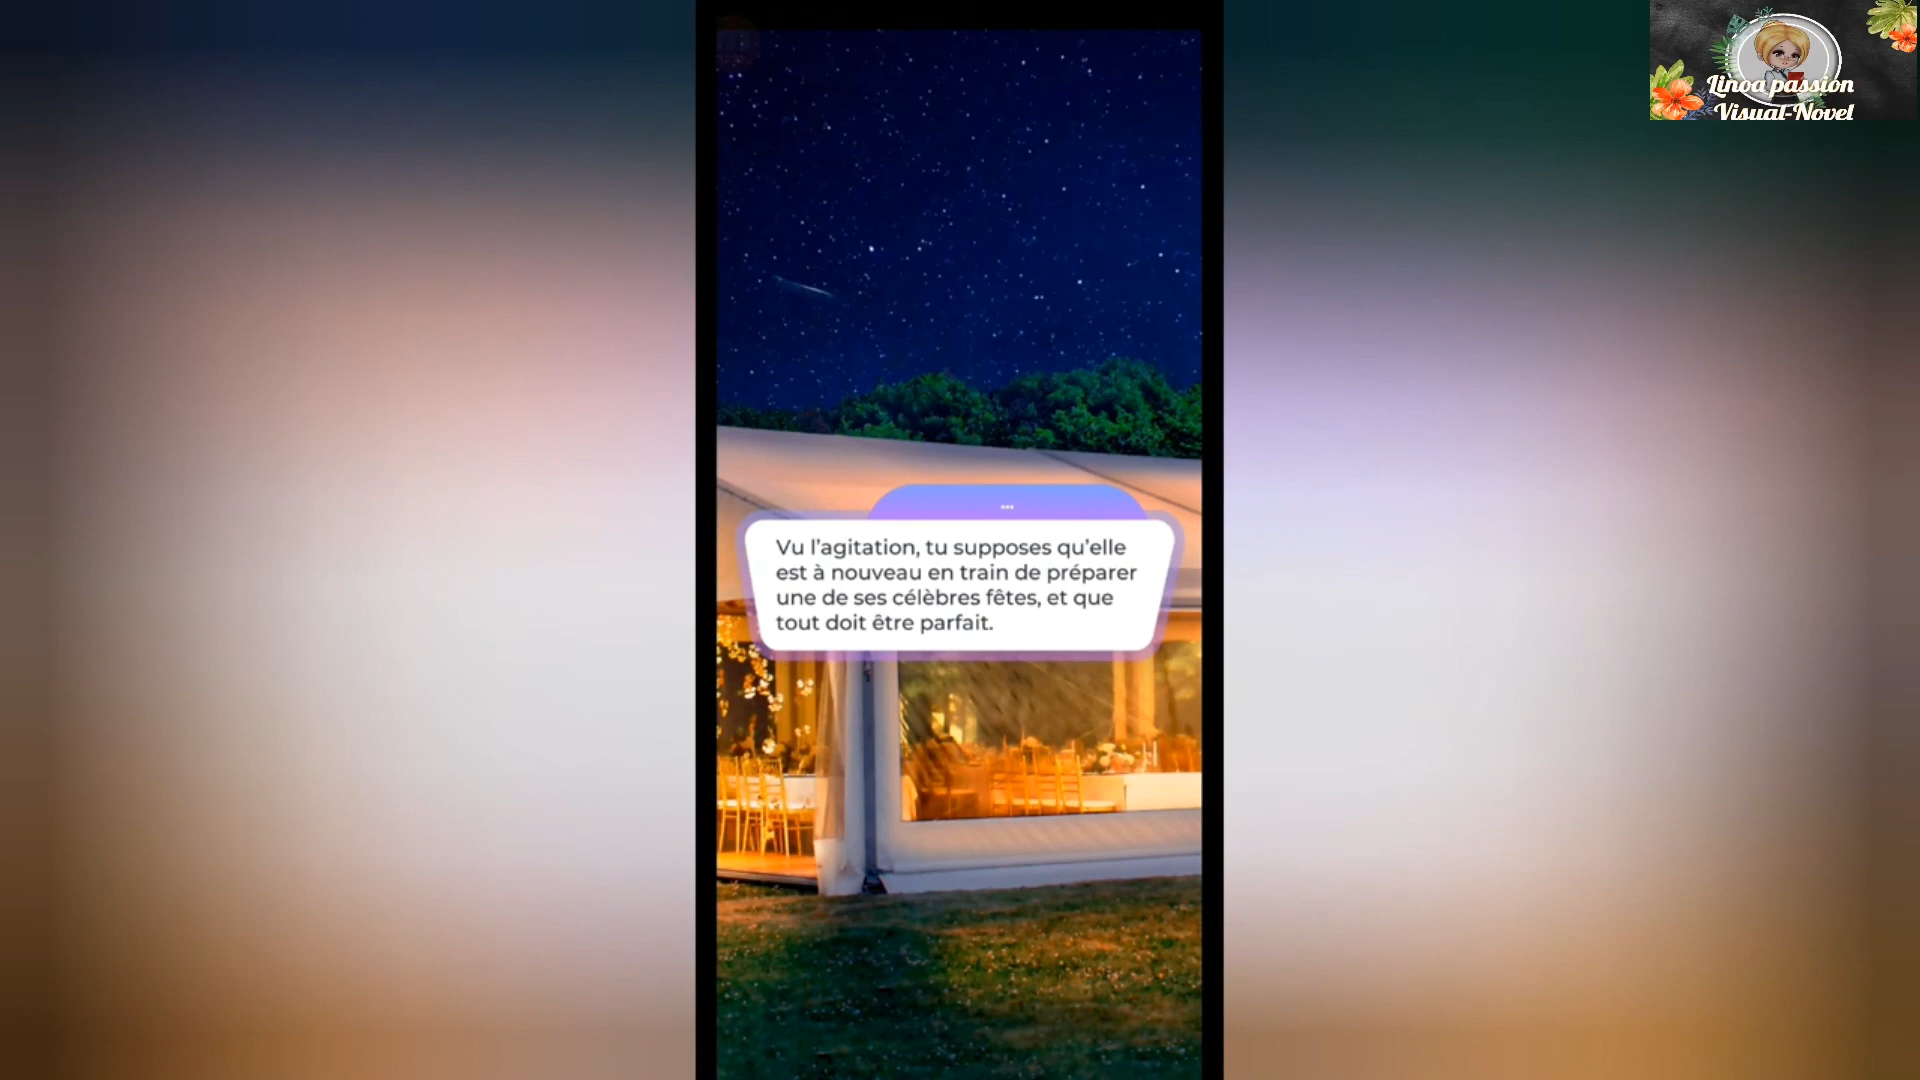 Linoa passion
Visual-Novel
...
Vu l’agitation, tu supposes qu’elle
est à nouveau en train de préparer
une de ses célèbres fêtes, et que
tout doit être parfait.